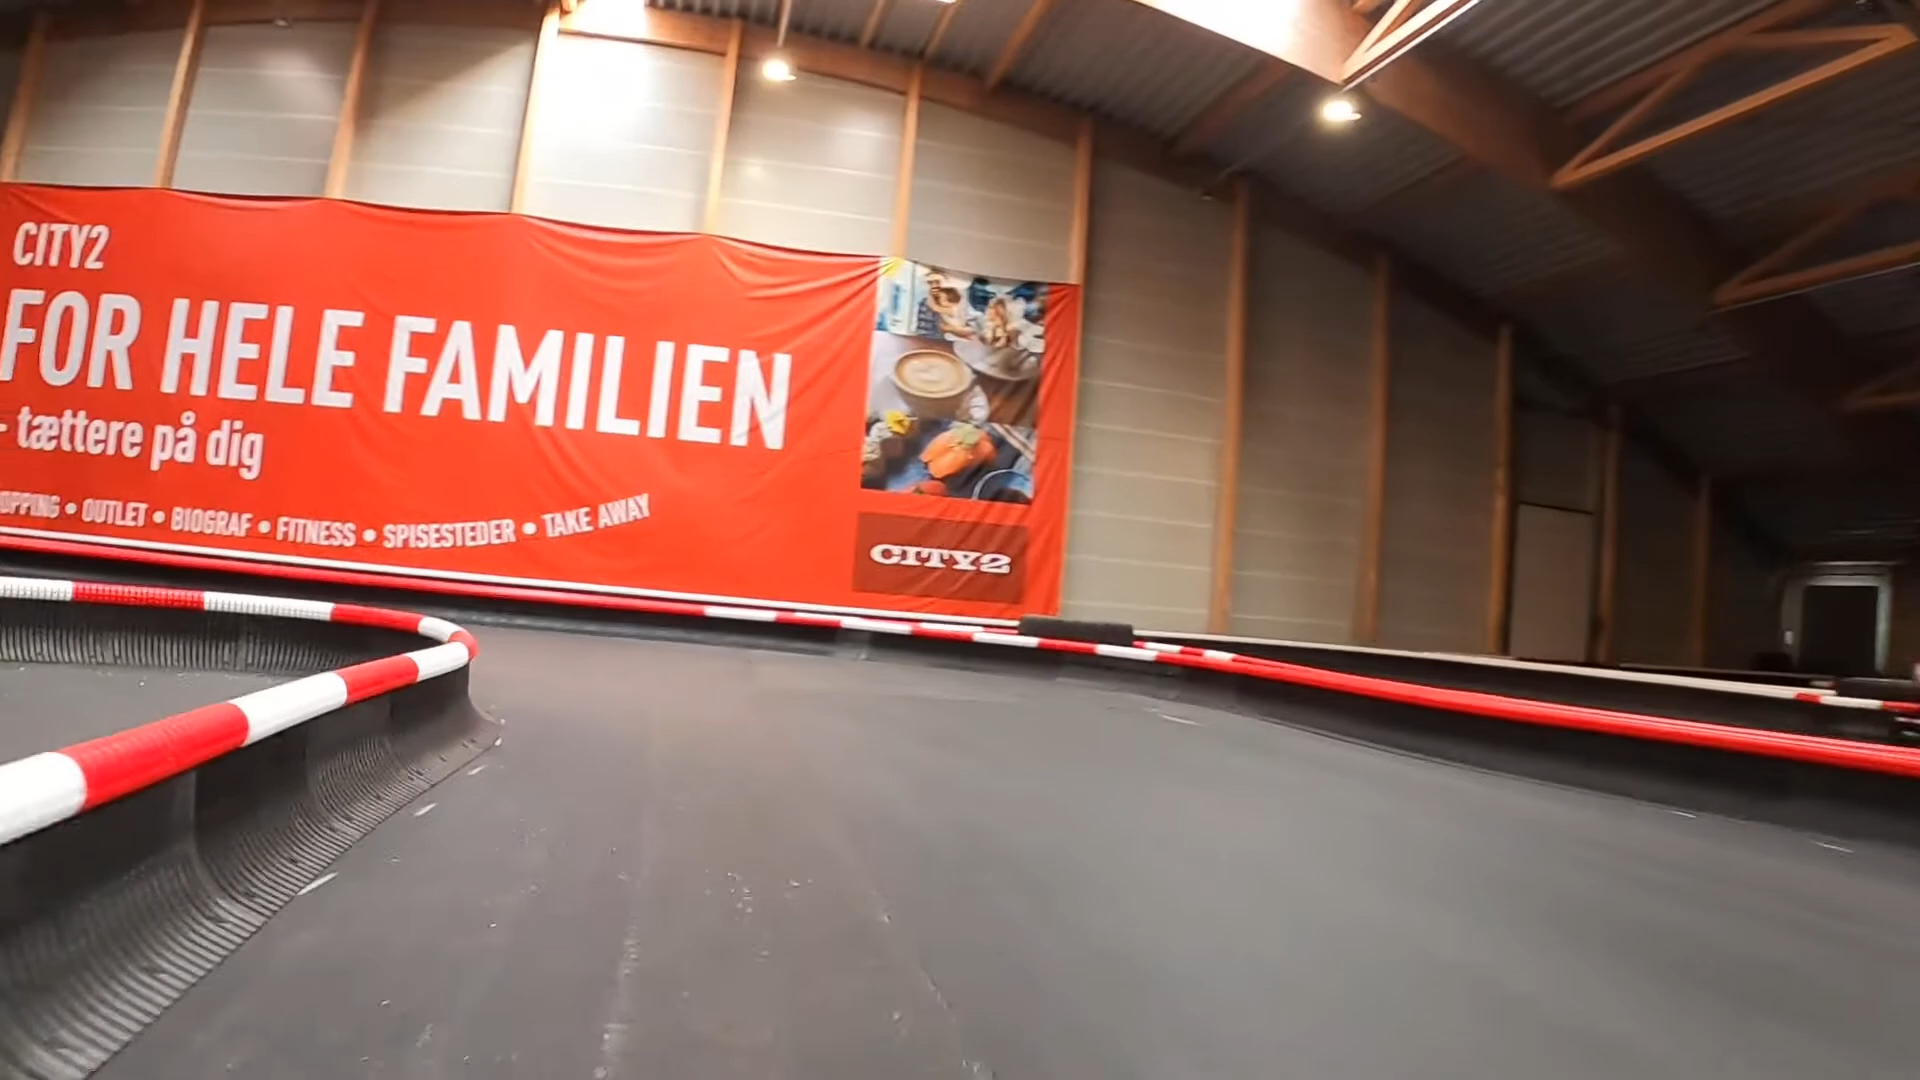 CITY2
FOR HELE FAMILIEN
- tættere på dig
• OUTLET • BIOGRAF • FITNESS • SPISESTEDER • TAKE AWAY
CITY2